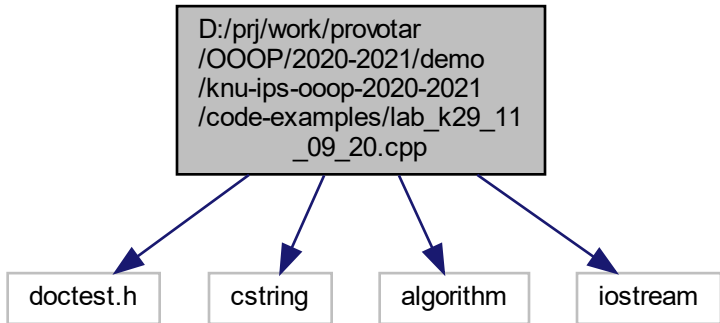 D:/prj/work/provotar
/OOOP/2020-2021/demo
/knu-ips-ooop-2020-2021
/code-examples/lab_k29_11
_09_20.cpp
doctest.h
cstring
algorithm
iostream